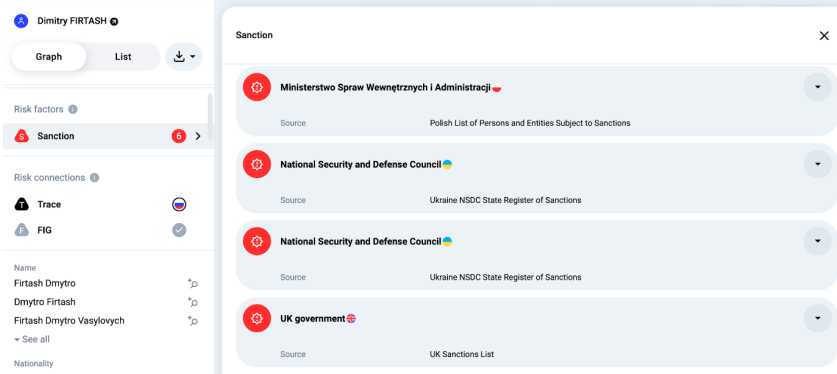 Dimitry FIRTASH
Graph
List
Risk factors
Sanction
6
Risk connections
Trace
FIG
Name
Firtash Dmytro
Dmytro Firtash
Firtash Dmytro Vasylovych
See all
Nationality
Sanction
Ministerstwo Spraw Wewnętrznych i Administracji
Source
Polish List of Persons and Entities Subject to Sanctions
National Security and Defense Council
Source
Ukraine NSDC State Register of Sanctions
National Security and Defense Council
Source
Ukraine NSDC State Register of Sanctions
UK government
Source
UK Sanctions List